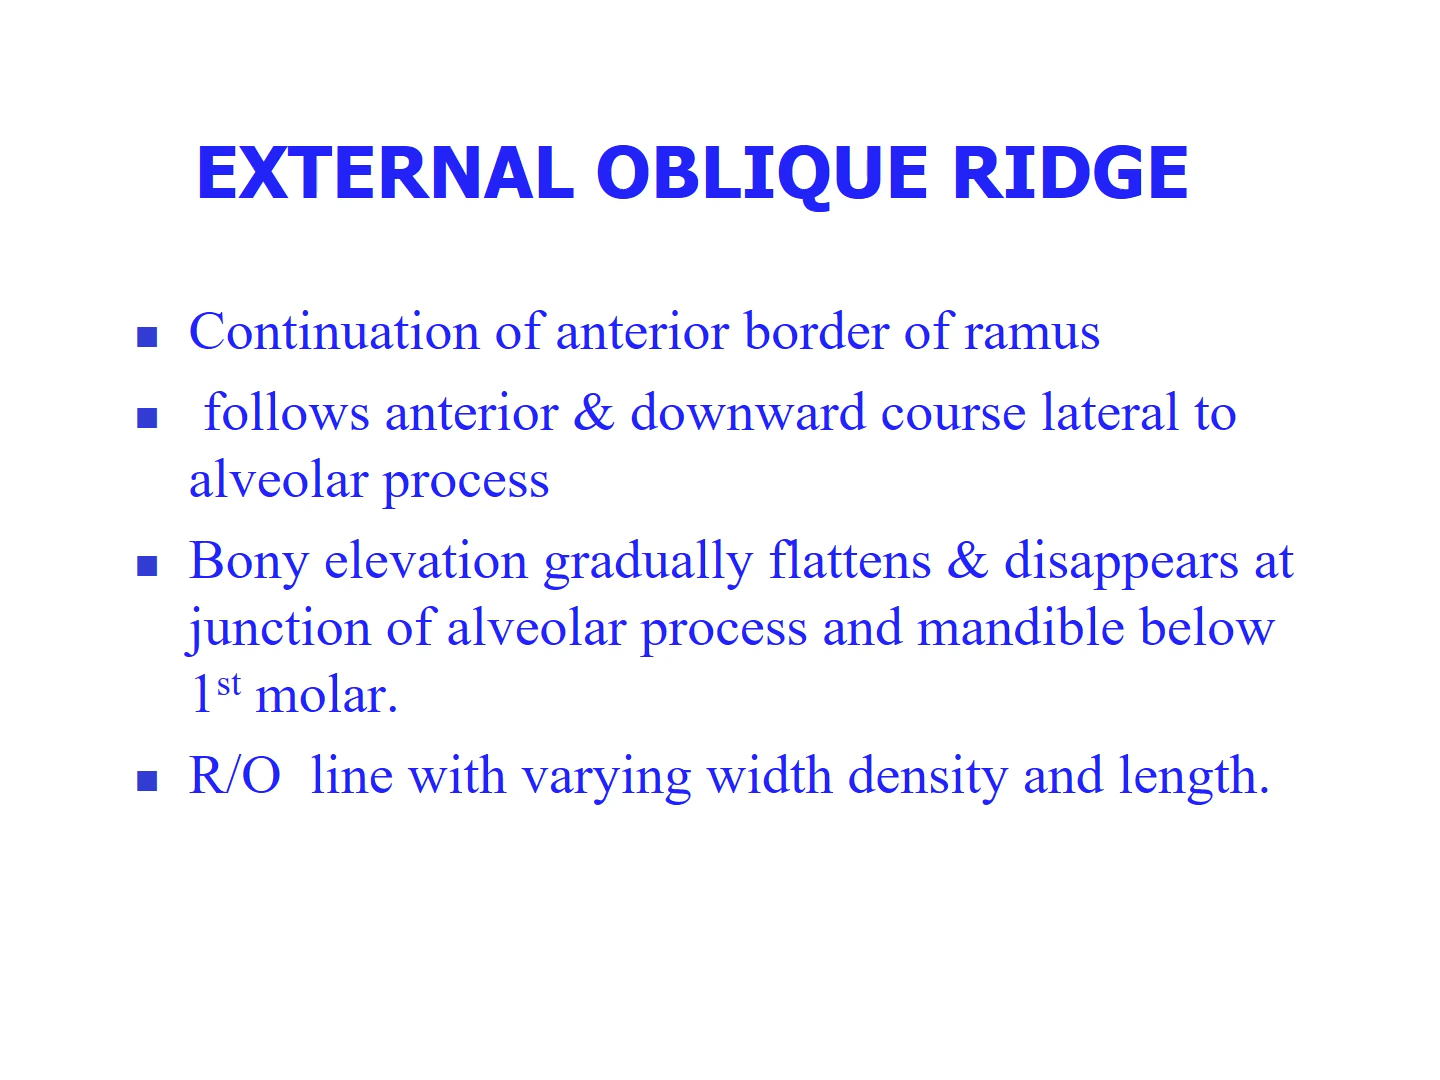 EXTERNAL OBLIQUE RIDGE
■ Continuation of anterior border of ramus
■ follows anterior & downward course lateral to
alveolar process
■ Bony elevation gradually flattens & disappears at
junction of alveolar process and mandible below
1st molar.
■ R/O line with varying width density and length.